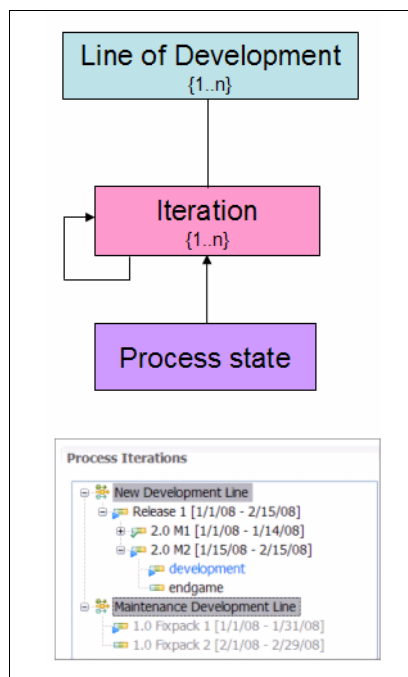 Line of Development
{1..n}
Iteration
{1..n}
Process state
Process Iterations
New Development Line
Release 1 [1/1/08 - 2/15/08]
2.0 M1 [1/1/08 - 1/14/08]
2.0 M2 [1/15/08 - 2/15/08]
development
endgame
Maintenance Development Line
1.0 Fixpack 1 [1/1/08 - 1/31/08]
1.0 Fixpack 2 [2/1/08 - 2/29/08]